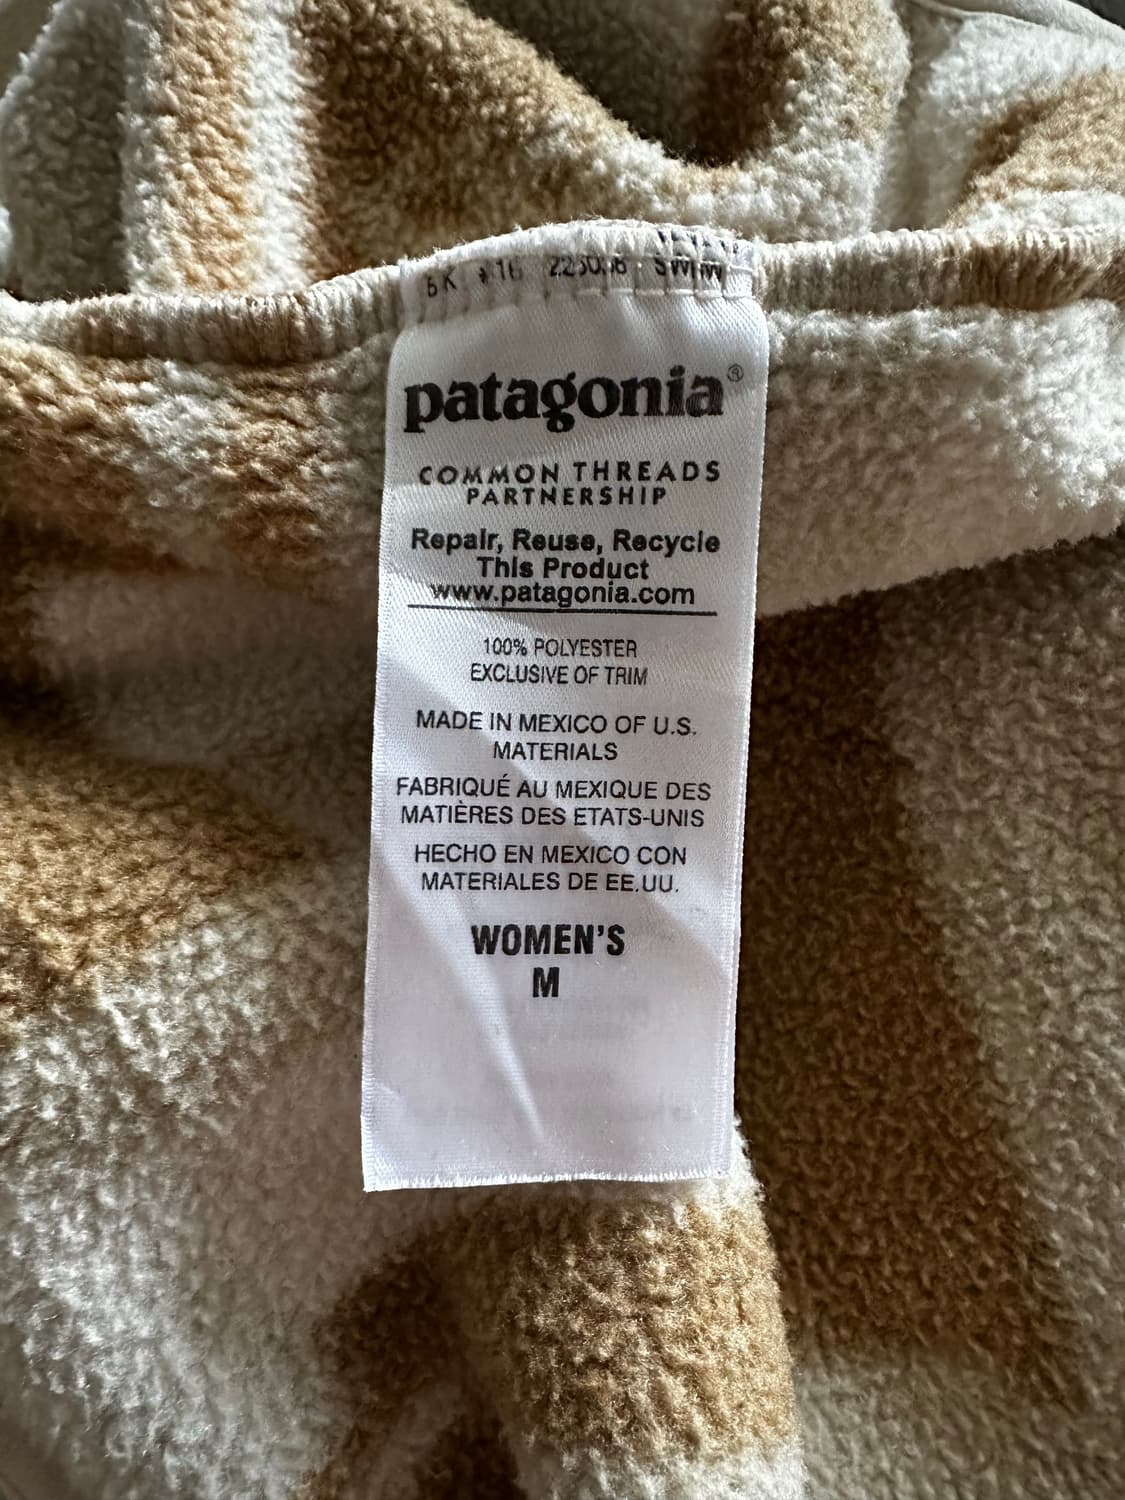 patagonia®
COMMON THREADS
PARTNERSHIP
Repair, Reuse, Recycle
This Product
www.patagonia.com
100% POLYESTER
EXCLUSIVE OF TRIM
MADE IN MEXICO OF U.S.
MATERIALS
FABRIQUÉ AU MEXIQUE DES
MATIÈRES DES ETATS-UNIS
HECHO EN MEXICO CON
MATERIALES DE EE.UU.
WOMEN'S
M